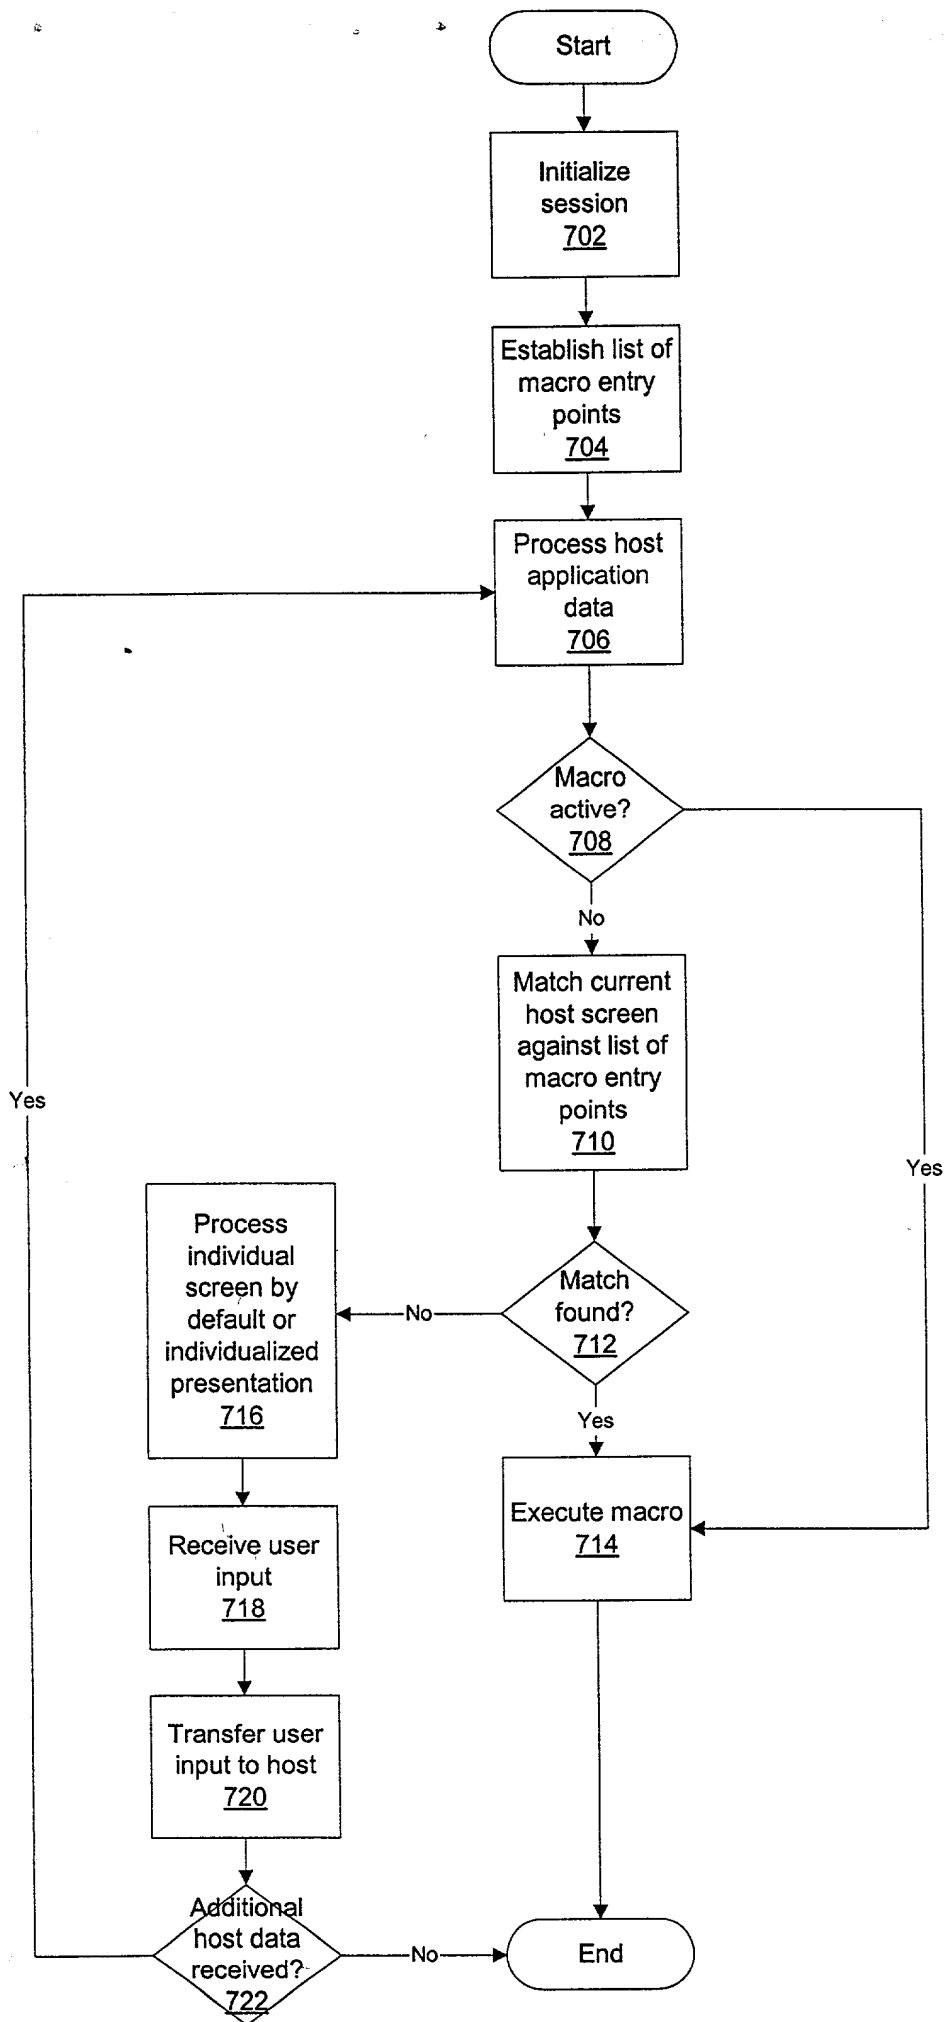 Start
Initialize
session
702
Establish list of
macro entry
points
704
Process host
application
data
706
Macro
active?
708
No
Match current
host screen
against list of
macro entry
points
710
Yes
Yes
Match
found?
712
No
Yes
Process
individual
screen by
default or
individualized
presentation
716
Execute macro
714
Receive user
input
718
Transfer user
input to host
720
Additional
host data
received?
722
No
End